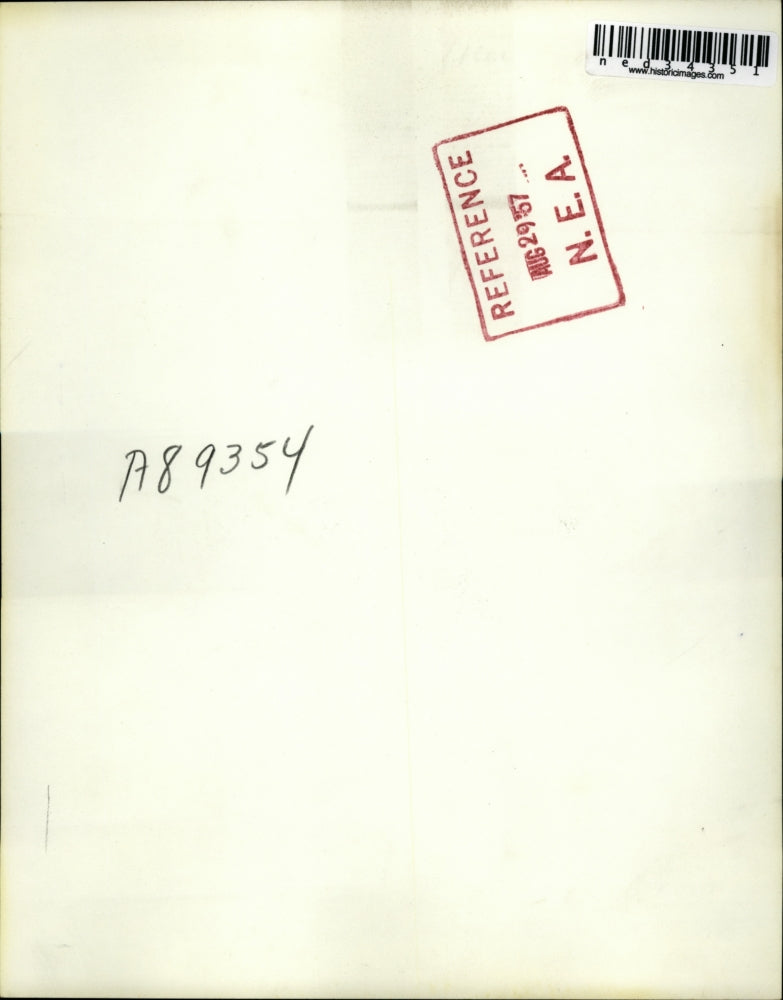 ned34351
www.historicimages.com
REFERENCE
AUG 29 '57
N.E.A.
A89354